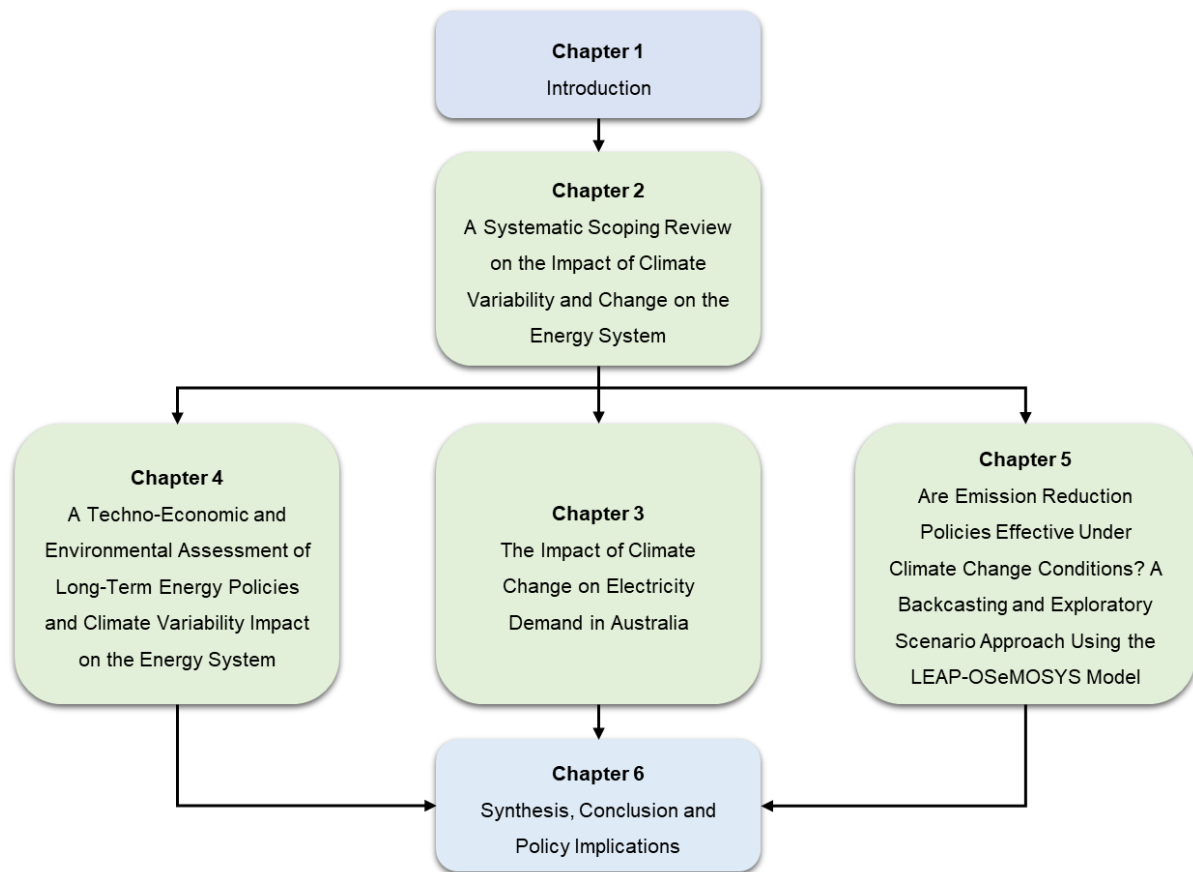 Chapter 1
Introduction
Chapter 2
A Systematic Scoping Review
on the Impact of Climate
Variability and Change on the
Energy System
Chapter 4
A Techno-Economic and
Environmental Assessment of
Long-Term Energy Policies
and Climate Variability Impact
on the Energy System
Chapter 3
The Impact of Climate
Change on Electricity
Demand in Australia
Chapter 5
Are Emission Reduction
Policies Effective Under
Climate Change Conditions? A
Backcasting and Exploratory
Scenario Approach Using the
LEAP-OSeMOSYS Model
Chapter 6
Synthesis, Conclusion and
Policy Implications